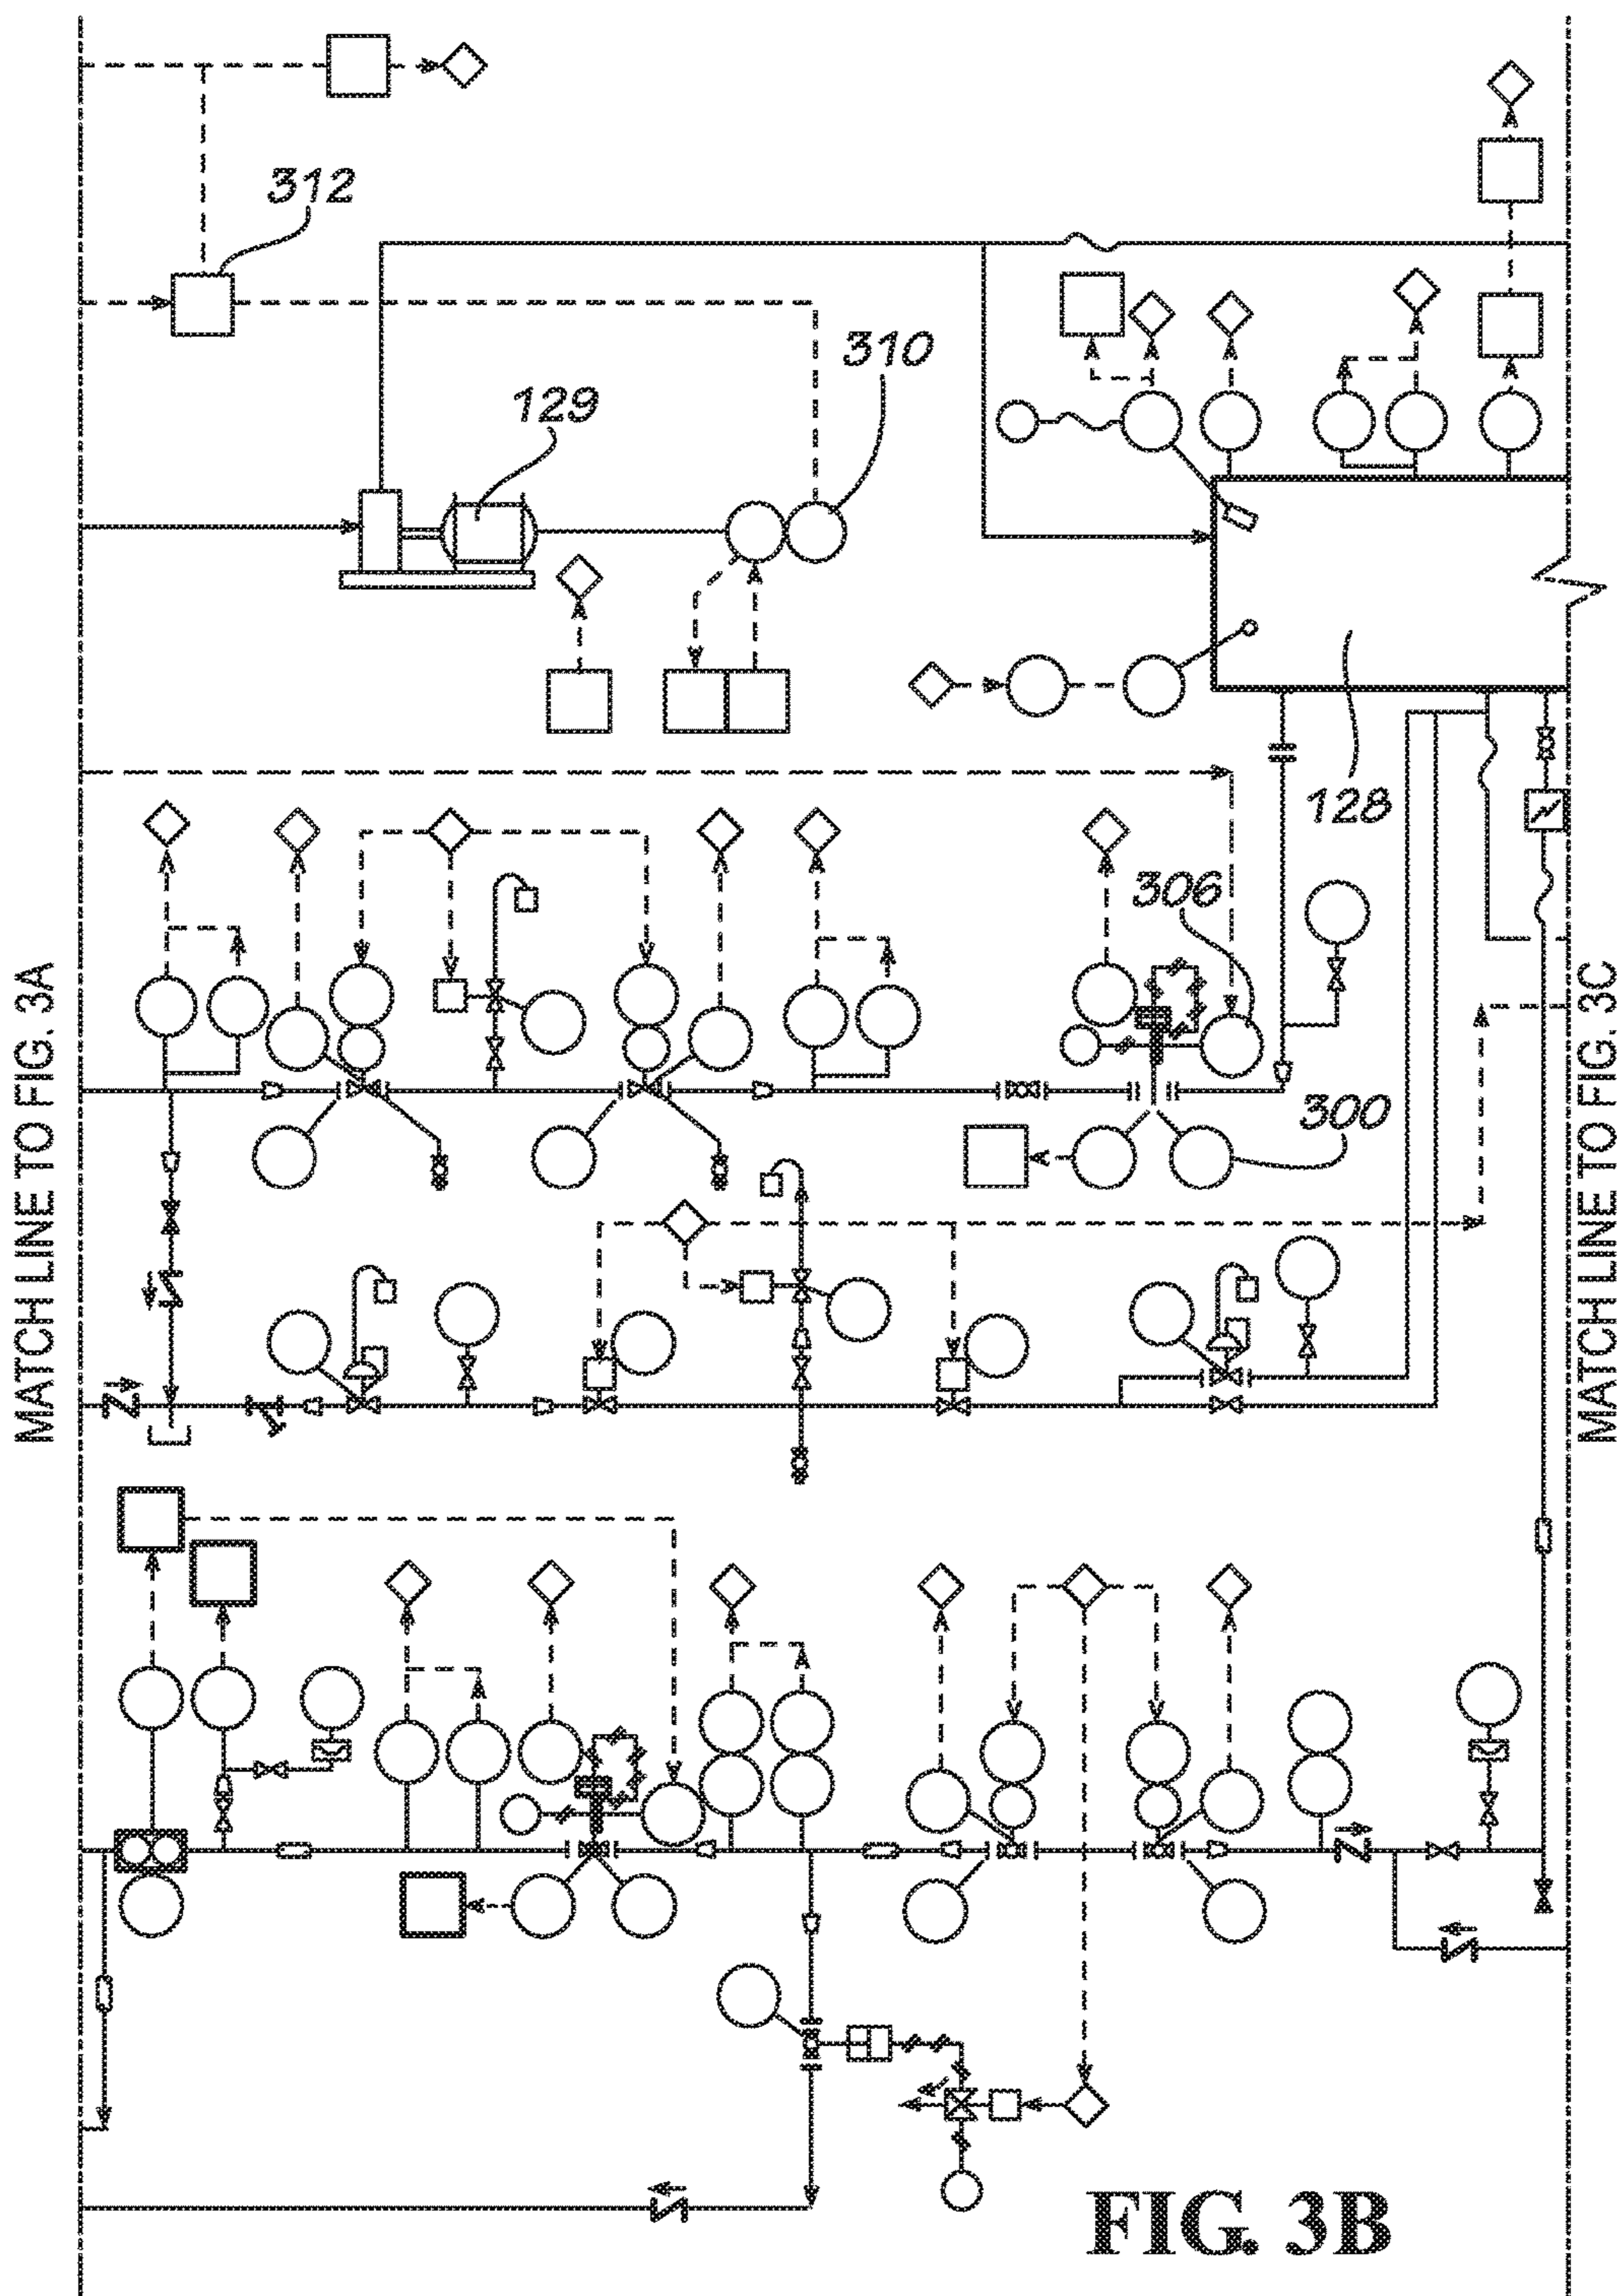 312
310
129
128
306
300
MATCH LINE TO FIG. 3A
MATCH LINE TO FIG. 3C
FIG. 3B